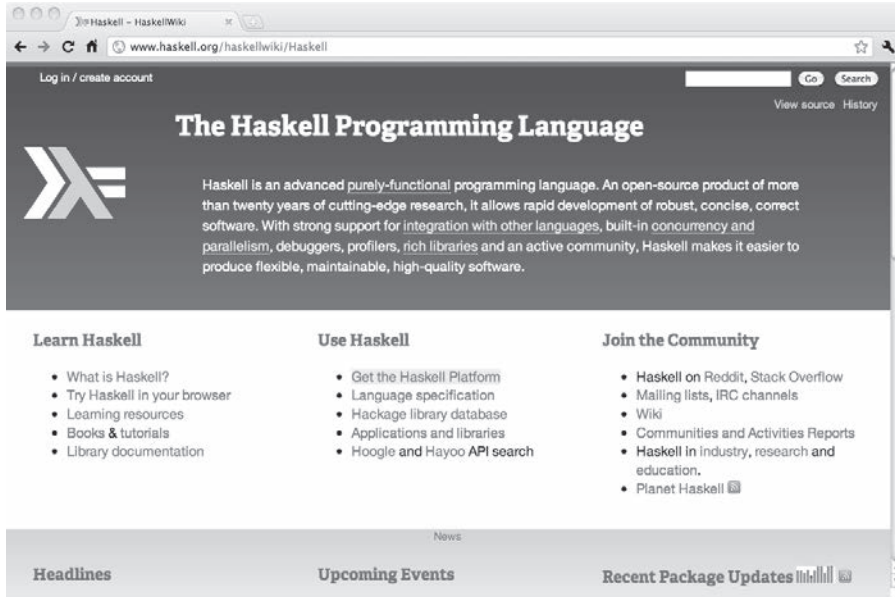 Haskell – HaskellWiki
www.haskell.org/haskellwiki/Haskell
Log in / create account
Go Search
View source History
The Haskell Programming Language
Haskell is an advanced purely-functional programming language. An open-source product of more
than twenty years of cutting-edge research, it allows rapid development of robust, concise, correct
software. With strong support for integration with other languages, built-in concurrency and
parallelism, debuggers, profilers, rich libraries and an active community, Haskell makes it easier to
produce flexible, maintainable, high-quality software.
Learn Haskell
• What is Haskell?
• Try Haskell in your browser
• Learning resources
• Books & tutorials
• Library documentation
Use Haskell
• Get the Haskell Platform
• Language specification
• Hackage library database
• Applications and libraries
• Hoogle and Hayoo API search
Join the Community
• Haskell on Reddit, Stack Overflow
• Mailing lists, IRC channels
• Wiki
• Communities and Activities Reports
• Haskell in industry, research and
education.
• Planet Haskell
News
Headlines
Upcoming Events
Recent Package Updates